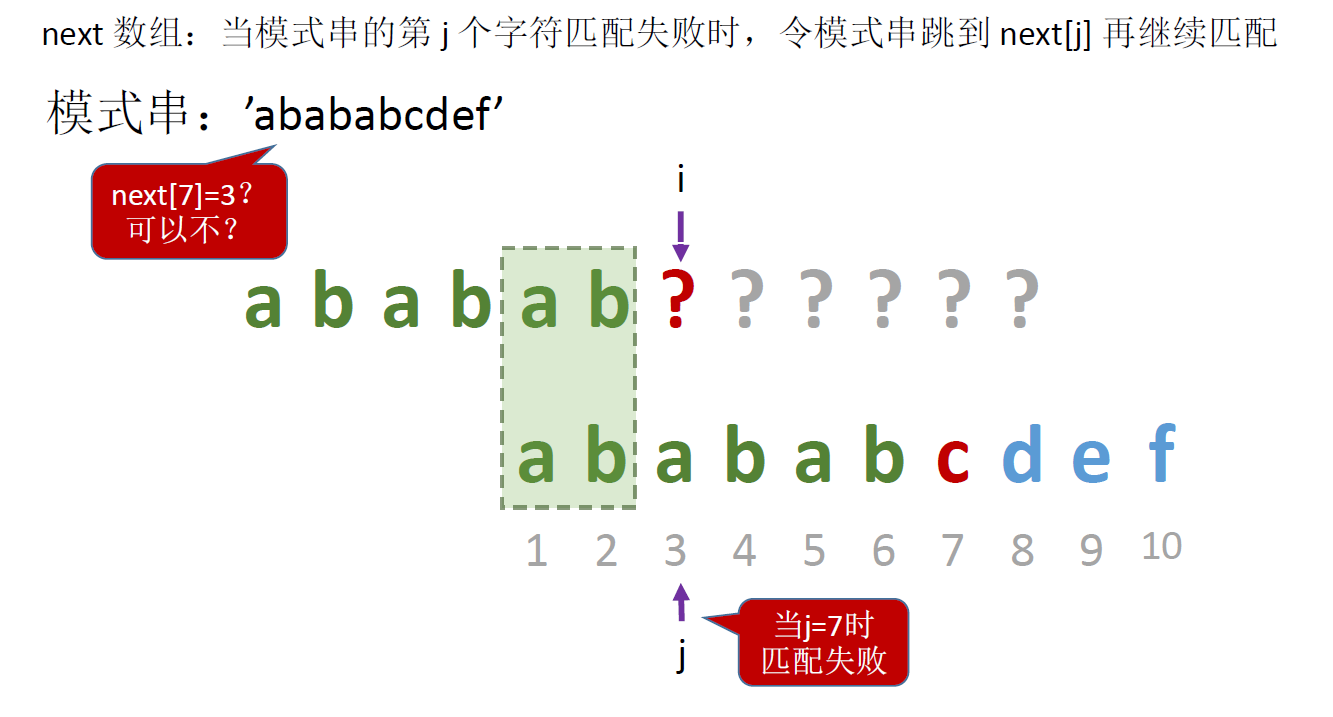 next 数组：当模式串的第 j 个字符匹配失败时，令模式串跳到 next[j] 再继续匹配
模式串：’abababcdef’
next[7]=3？
可以不？
i
a b a b a b ? ? ? ? ? ?
a b a b a b c d e f
1 2 3 4 5 6 7 8 9 10
j
当j=7时
匹配失败